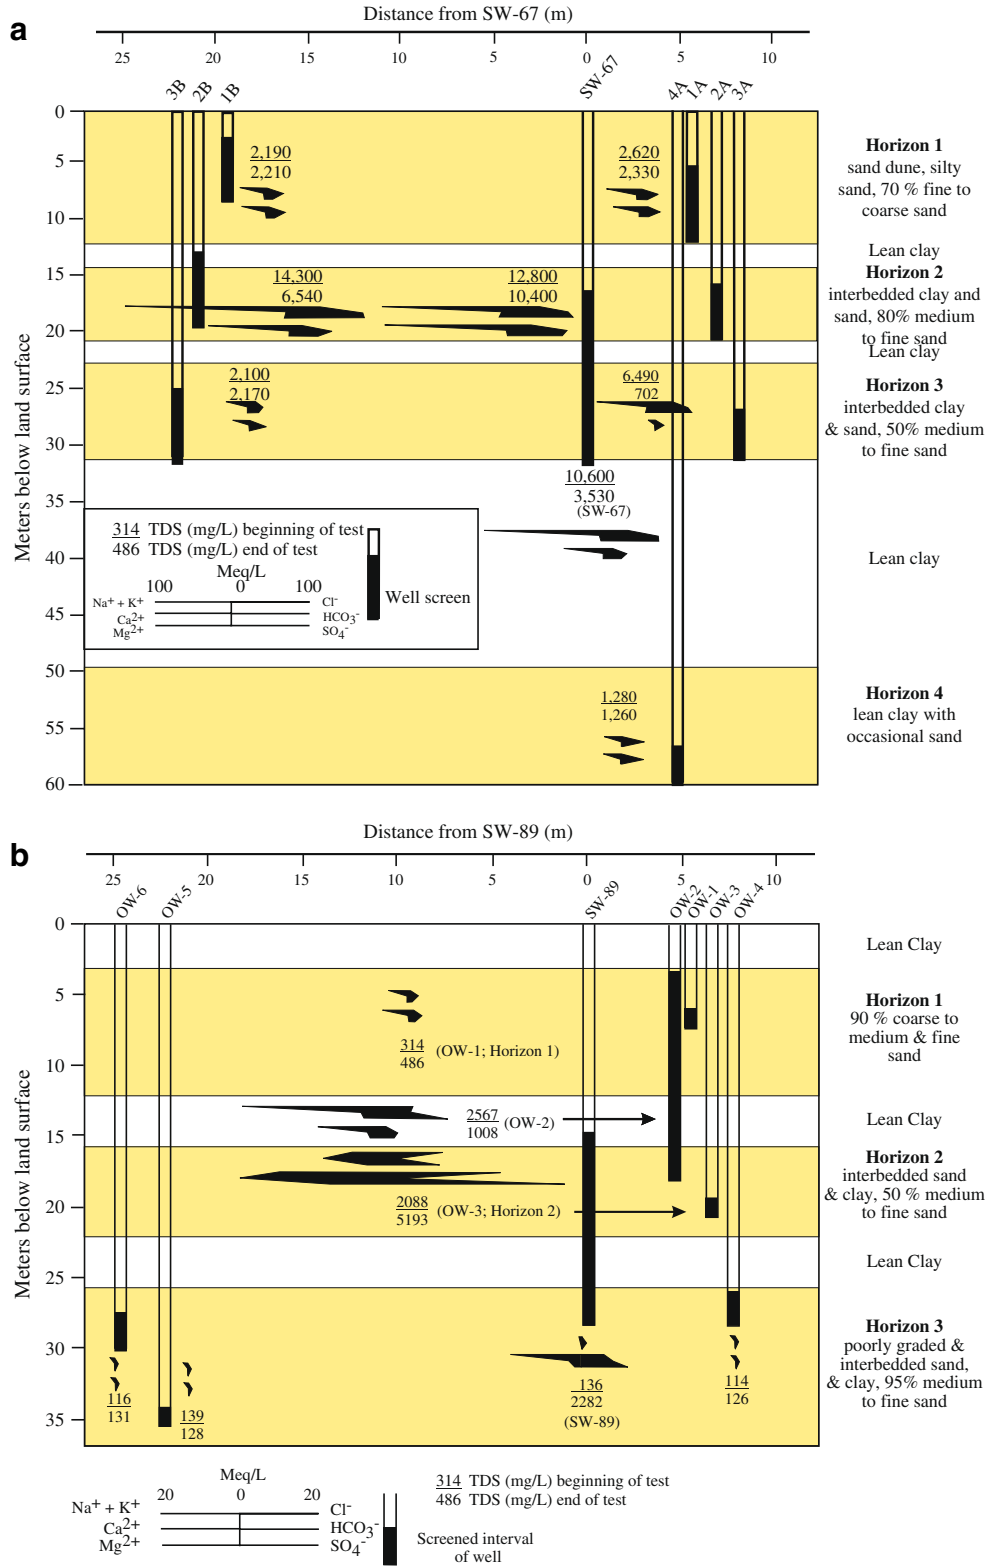 a
Distance from SW-67 (m)
25 20 15 10 5 0 5 10
3B 2B 1B SW-67 4A 1A 2A 3A
Meters below land surface
0
5
10
15
20
25
30
35
40
45
50
55
60
2,190
2,210
2,620
2,330
14,300
6,540
12,800
10,400
2,100
2,170
6,490
702
10,600
3,530
(SW-67)
1,280
1,260
Horizon 1
sand dune, silty
sand, 70 % fine to
coarse sand
Lean clay
Horizon 2
interbedded clay and
sand, 80% medium
to fine sand
Lean clay
Horizon 3
interbedded clay
& sand, 50% medium
to fine sand
Lean clay
Horizon 4
lean clay with
occasional sand
314 TDS (mg/L) beginning of test
486 TDS (mg/L) end of test
Meq/L
100 0 100
Na+ + K+ Cl-
Ca2+ HCO3-
Mg2+ SO4-
Well screen
b
Distance from SW-89 (m)
25 20 15 10 5 0 5 10
OW-6 OW-5 SW-89 OW-2 OW-1 OW-3 OW-4
Meters below land surface
0
5
10
15
20
25
30
35
314 (OW-1; Horizon 1)
486
2567 (OW-2)
1008
2088 (OW-3; Horizon 2)
5193
116
131
139
128
136
2282
(SW-89)
114
126
Lean Clay
Horizon 1
90 % coarse to
medium & fine
sand
Lean Clay
Horizon 2
interbedded sand
& clay, 50 % medium
to fine sand
Lean Clay
Horizon 3
poorly graded &
interbedded sand,
& clay, 95% medium
to fine sand
Meq/L
20 0 20
Na+ + K+ Cl-
Ca2+ HCO3-
Mg2+ SO4-
314 TDS (mg/L) beginning of test
486 TDS (mg/L) end of test
Screened interval
of well